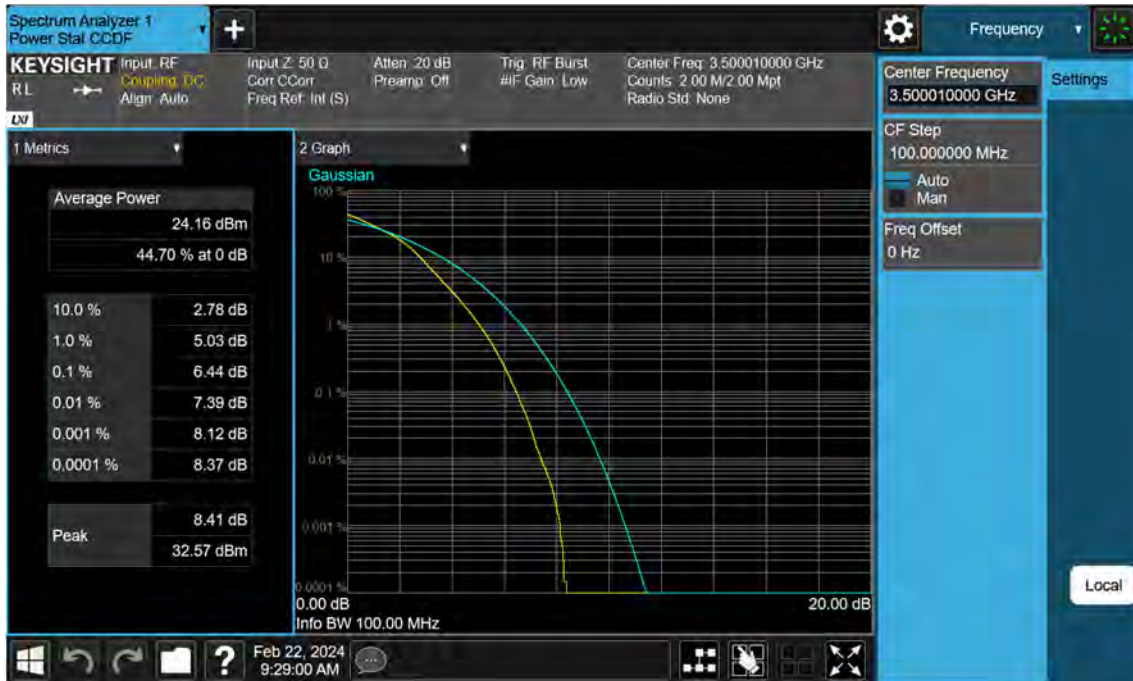 Spectrum Analyzer 1
Power Stat CCDF
Frequency
KEYSIGHT
RL
LXI
Input: RF
Coupling: DC
Align: Auto
Input Z: 50 Ω
Corr CCorr
Freq Ref: Int (S)
Atten: 20 dB
Preamp: Off
Trig: RF Burst
#IF Gain: Low
Center Freq: 3.500010000 GHz
Counts: 2.00 M/2.00 Mpt
Radio Std: None
Center Frequency
3.500010000 GHz
Settings
CF Step
100.000000 MHz
Auto
Man
Freq Offset
0 Hz
Local
1 Metrics
Average Power
24.16 dBm
44.70 % at 0 dB
10.0 % 2.78 dB
1.0 % 5.03 dB
0.1 % 6.44 dB
0.01 % 7.39 dB
0.001 % 8.12 dB
0.0001 % 8.37 dB
Peak
8.41 dB
32.57 dBm
2 Graph
Gaussian
100 %
10 %
1 %
0.1 %
0.01 %
0.001 %
0.0001 %
0.00 dB 20.00 dB
Info BW 100.00 MHz
?
Feb 22, 2024
9:29:00 AM